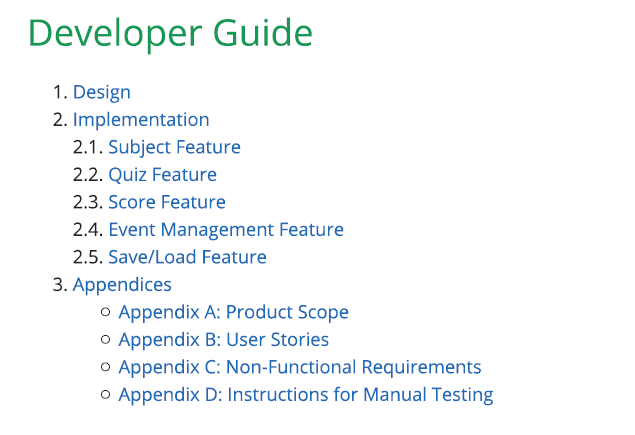 Developer Guide
1. Design
2. Implementation
2.1. Subject Feature
2.2. Quiz Feature
2.3. Score Feature
2.4. Event Management Feature
2.5. Save/Load Feature
3. Appendices
○ Appendix A: Product Scope
○ Appendix B: User Stories
○ Appendix C: Non-Functional Requirements
○ Appendix D: Instructions for Manual Testing